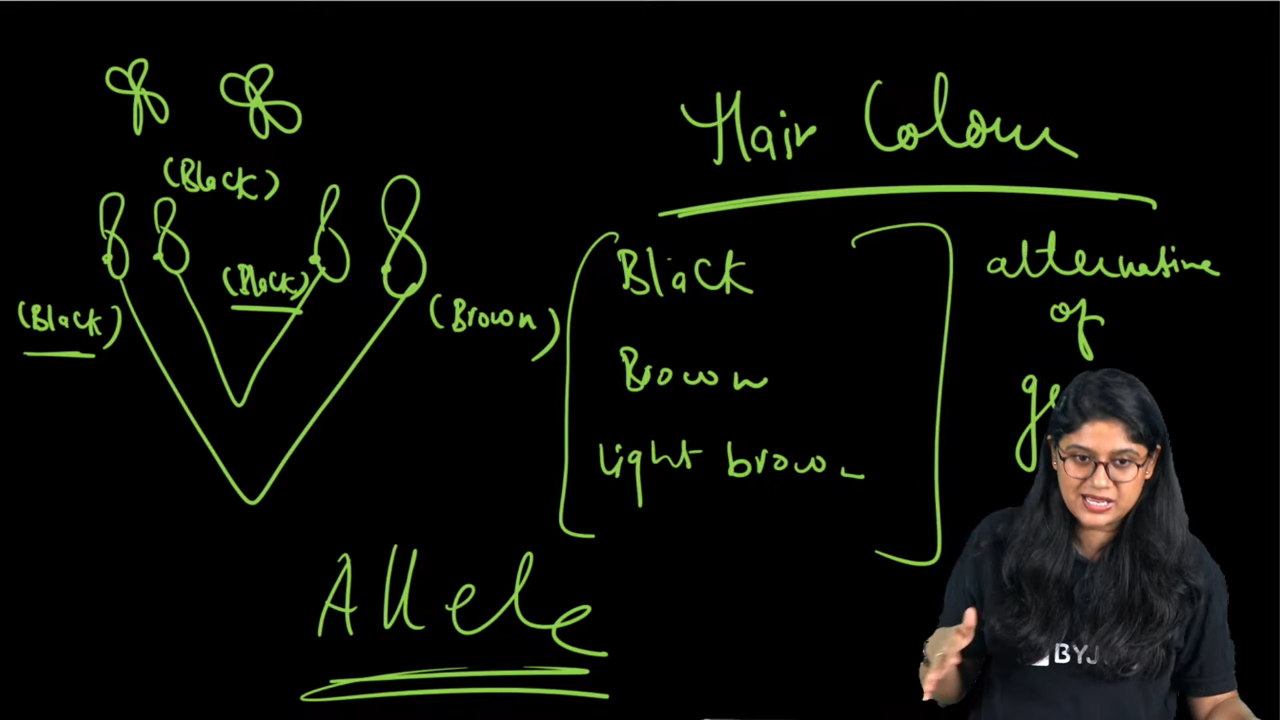 Hair Colour
(Black)
(Black)
(Black)
(Brown)
Black
Brown
light brown
alternative
of
Allele
BYJ